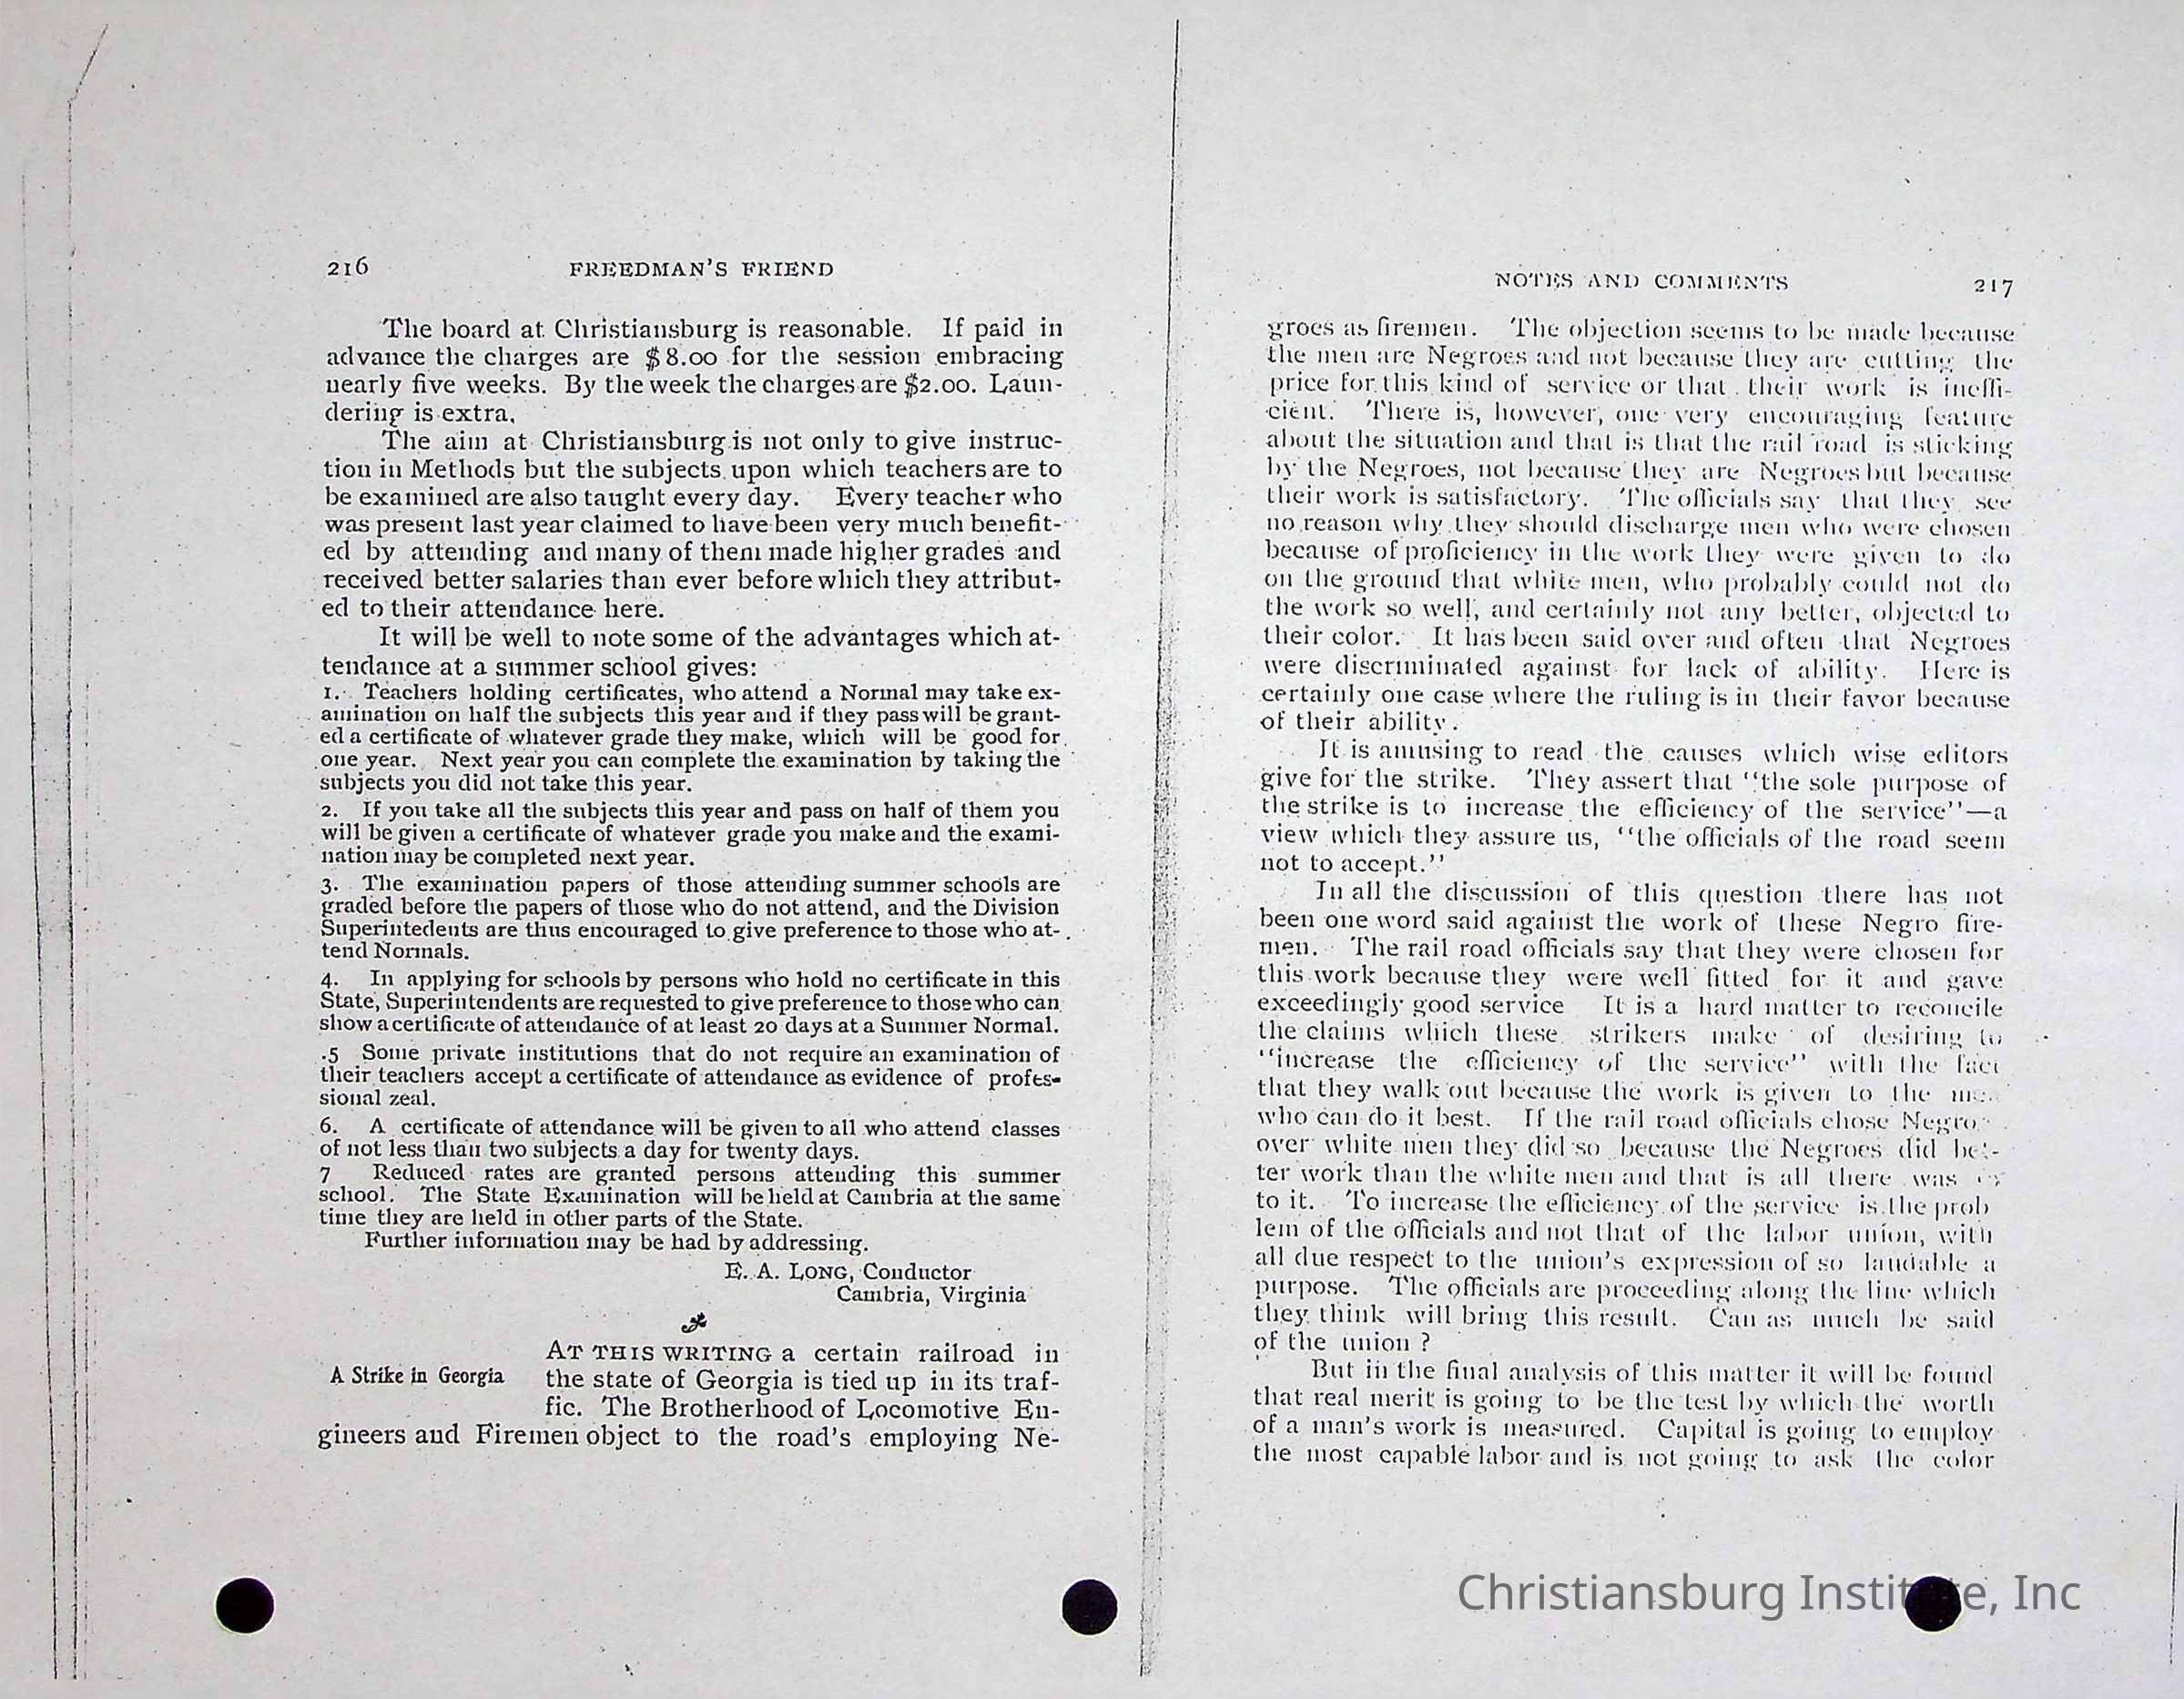 216 FREEDMAN'S FRIEND
The board at Christiansburg is reasonable. If paid in
advance the charges are $8.00 for the session embracing
nearly five weeks. By the week the charges are $2.00. Laun-
dering is extra.
The aim at Christiansburg is not only to give instruc-
tion in Methods but the subjects upon which teachers are to
be examined are also taught every day. Every teacher who
was present last year claimed to have been very much benefit-
ed by attending and many of them made higher grades and
received better salaries than ever before which they attribut-
ed to their attendance here.
It will be well to note some of the advantages which at-
tendance at a summer school gives:
1. Teachers holding certificates, who attend a Normal may take ex-
amination on half the subjects this year and if they pass will be grant-
ed a certificate of whatever grade they make, which will be good for
one year. Next year you can complete the examination by taking the
subjects you did not take this year.
2. If you take all the subjects this year and pass on half of them you
will be given a certificate of whatever grade you make and the exami-
nation may be completed next year.
3. The examination papers of those attending summer schools are
graded before the papers of those who do not attend, and the Division
Superintedents are thus encouraged to give preference to those who at-
tend Normals.
4. In applying for schools by persons who hold no certificate in this
State, Superintendents are requested to give preference to those who can
show a certificate of attendance of at least 20 days at a Summer Normal.
.5 Some private institutions that do not require an examination of
their teachers accept a certificate of attendance as evidence of profes-
sional zeal.
6. A certificate of attendance will be given to all who attend classes
of not less than two subjects a day for twenty days.
7 Reduced rates are granted persons attending this summer
school. The State Examination will be held at Cambria at the same
time they are held in other parts of the State.
Further information may be had by addressing.
E. A. LONG, Conductor
Cambria, Virginia
A Strike in Georgia
AT THIS WRITING a certain railroad in
the state of Georgia is tied up in its traf-
fic. The Brotherhood of Locomotive En-
gineers and Firemen object to the road's employing Ne-
NOTES AND COMMENTS 217
groes as firemen. The objection seems to be made because
the men are Negroes and not because they are cutting the
price for this kind of service or that their work is ineffi-
cient. There is, however, one very encouraging feature
about the situation and that is that the rail road is sticking
by the Negroes, not because they are Negroes but because
their work is satisfactory. The officials say that they see
no reason why they should discharge men who were chosen
because of proficiency in the work they were given to do
on the ground that white men, who probably could not do
the work so well, and certainly not any better, objected to
their color. It has been said over and often that Negroes
were discriminated against for lack of ability. Here is
certainly one case where the ruling is in their favor because
of their ability.
It is amusing to read the causes which wise editors
give for the strike. They assert that "the sole purpose of
the strike is to increase the efficiency of the service"—a
view which they assure us, "the officials of the road seem
not to accept."
In all the discussion of this question there has not
been one word said against the work of these Negro fire-
men. The rail road officials say that they were chosen for
this work because they were well fitted for it and gave
exceedingly good service It is a hard matter to reconcile
the claims which these strikers make of desiring to
"increase the efficiency of the service" with the fact
that they walk out because the work is given to the
who can do it best. If the rail road officials chose
over white men they did so because the Negroes did bet-
ter work than the white men and that is all there was
to it. To increase the efficiency of the service is the prob
lem of the officials and not that of the labor union, with
all due respect to the union's expression of so laudable a
purpose. The officials are proceeding along the line which
they think will bring this result. Can as much be said
of the union ?
But in the final analysis of this matter it will be found
that real merit is going to be the test by which the worth
of a man's work is measured. Capital is going to employ
the most capable labor and is not going to ask the color
Christiansburg Institute, Inc